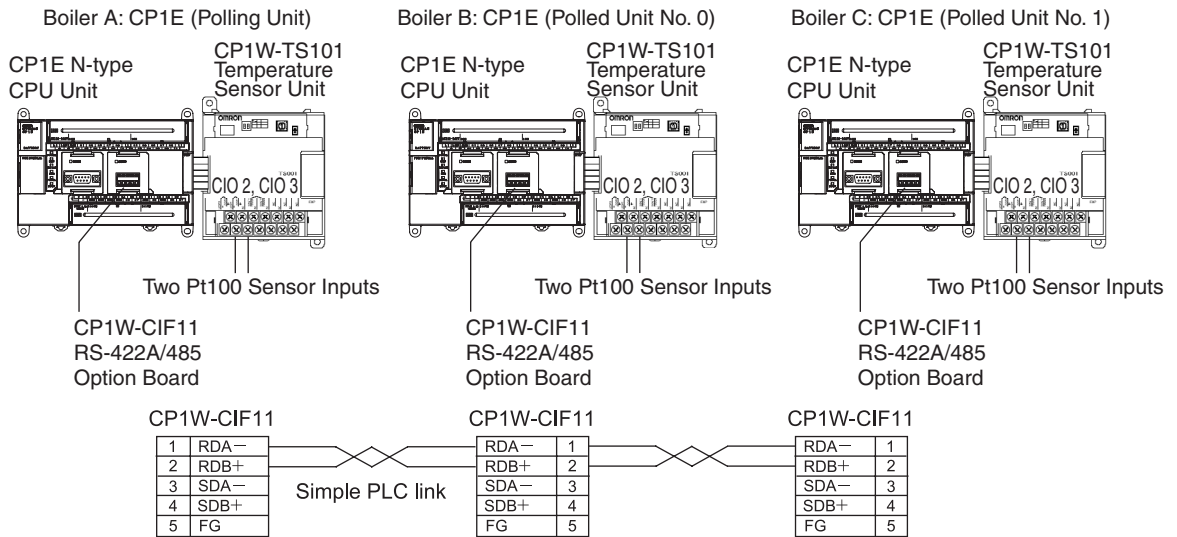 Boiler A: CP1E (Polling Unit)
CP1E N-type
CPU Unit
CP1W-TS101
Temperature
Sensor Unit
OMRON
TS001
CIO 2, CIO 3
Two Pt100 Sensor Inputs
CP1W-CIF11
RS-422A/485
Option Board
Boiler B: CP1E (Polled Unit No. 0)
CP1E N-type
CPU Unit
CP1W-TS101
Temperature
Sensor Unit
OMRON
TS001
CIO 2, CIO 3
Two Pt100 Sensor Inputs
CP1W-CIF11
RS-422A/485
Option Board
Boiler C: CP1E (Polled Unit No. 1)
CP1E N-type
CPU Unit
CP1W-TS101
Temperature
Sensor Unit
OMRON
TS001
CIO 2, CIO 3
Two Pt100 Sensor Inputs
CP1W-CIF11
RS-422A/485
Option Board
CP1W-CIF11
1 RDA−
2 RDB+
3 SDA−
4 SDB+
5 FG
Simple PLC link
CP1W-CIF11
RDA− 1
RDB+ 2
SDA− 3
SDB+ 4
FG 5
CP1W-CIF11
RDA− 1
RDB+ 2
SDA− 3
SDB+ 4
FG 5